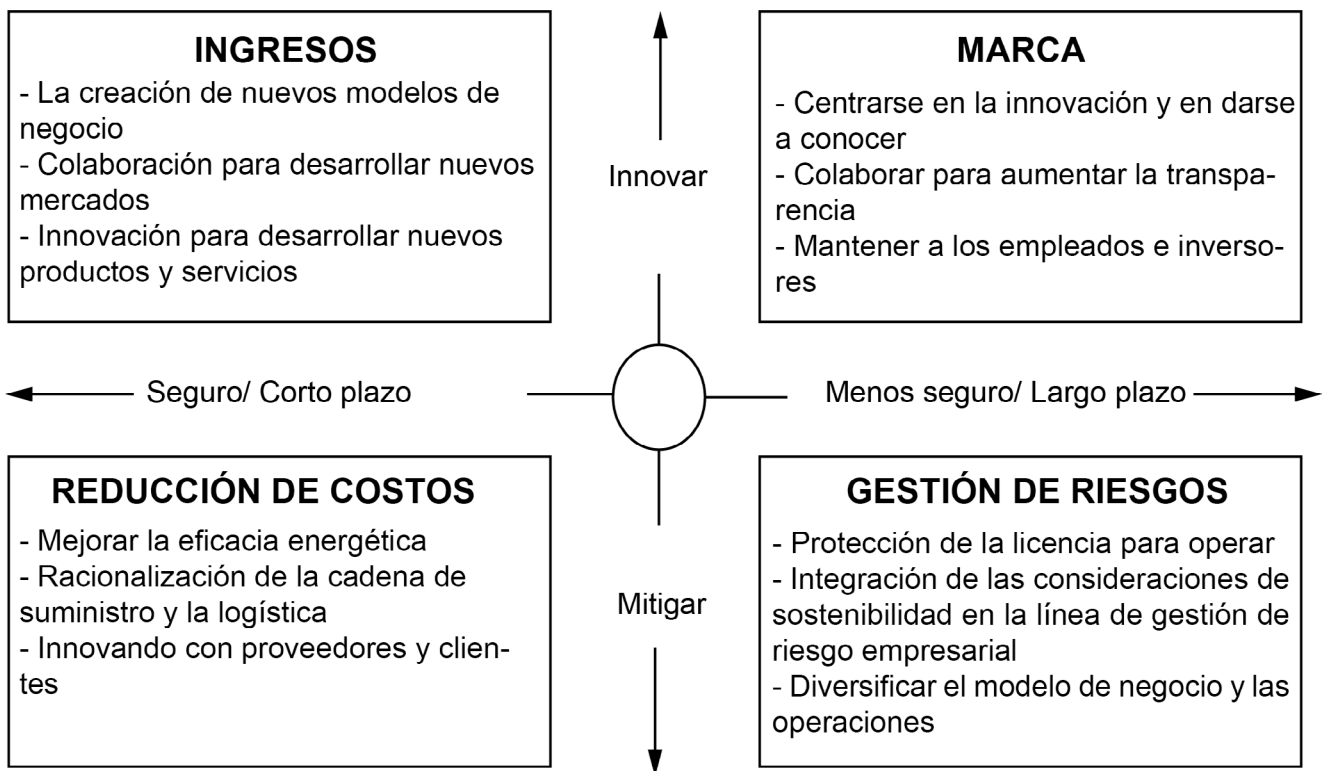 INGRESOS
- La creación de nuevos modelos de
negocio
- Colaboración para desarrollar nuevos
mercados
- Innovación para desarrollar nuevos
productos y servicios
Innovar
MARCA
- Centrarse en la innovación y en darse
a conocer
- Colaborar para aumentar la transpa-
rencia
- Mantener a los empleados e inverso-
res
Seguro/ Corto plazo
Menos seguro/ Largo plazo
REDUCCIÓN DE COSTOS
- Mejorar la eficacia energética
- Racionalización de la cadena de
suministro y la logística
- Innovando con proveedores y clien-
tes
Mitigar
GESTIÓN DE RIESGOS
- Protección de la licencia para operar
- Integración de las consideraciones de
sostenibilidad en la línea de gestión de
riesgo empresarial
- Diversificar el modelo de negocio y las
operaciones